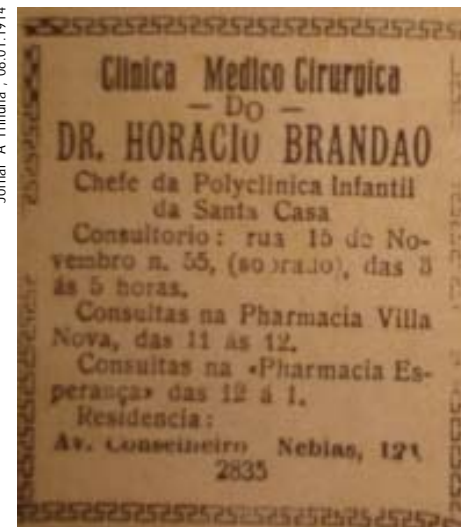 Jornal "A Tribuna", 08.01.1914
Clinica Medico Cirurgica
— DO —
DR. HORACIO BRANDAO
Chefe da Polyclinica Infantil
da Santa Casa
Consultorio: rua 15 de No-
vembro n. 55, (sobrado), das 3
ás 5 horas.
Consultas na Pharmacia Villa
Nova, das 11 ás 12.
Consultas na «Pharmacia Es-
perança» das 12 á 1.
Residencia:
Av. Conselheiro Nebias,
2835